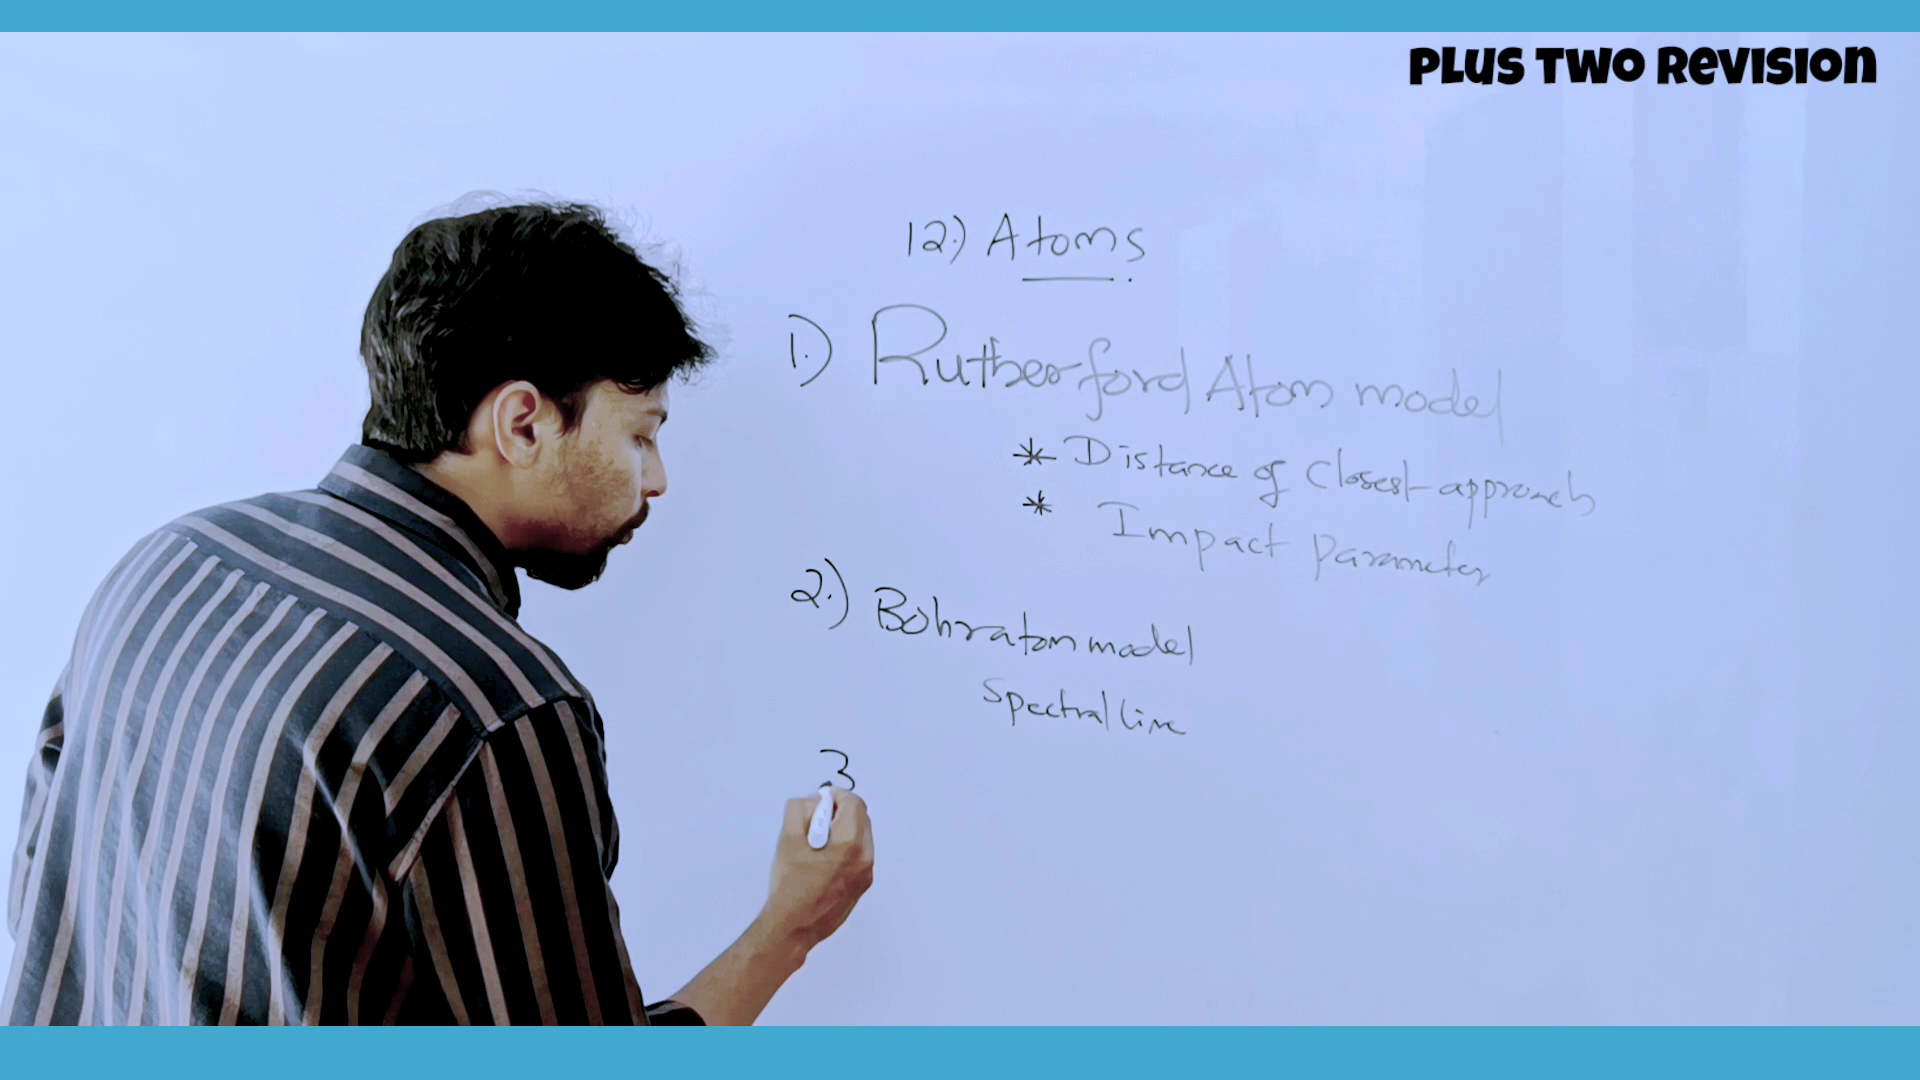 PLUS TWO REVISION
12.) Atoms
1.) Rutherford Atom model
* Distance of Closest approach
* Impact Parameter
2.) Bohr atom model
Spectral line
3